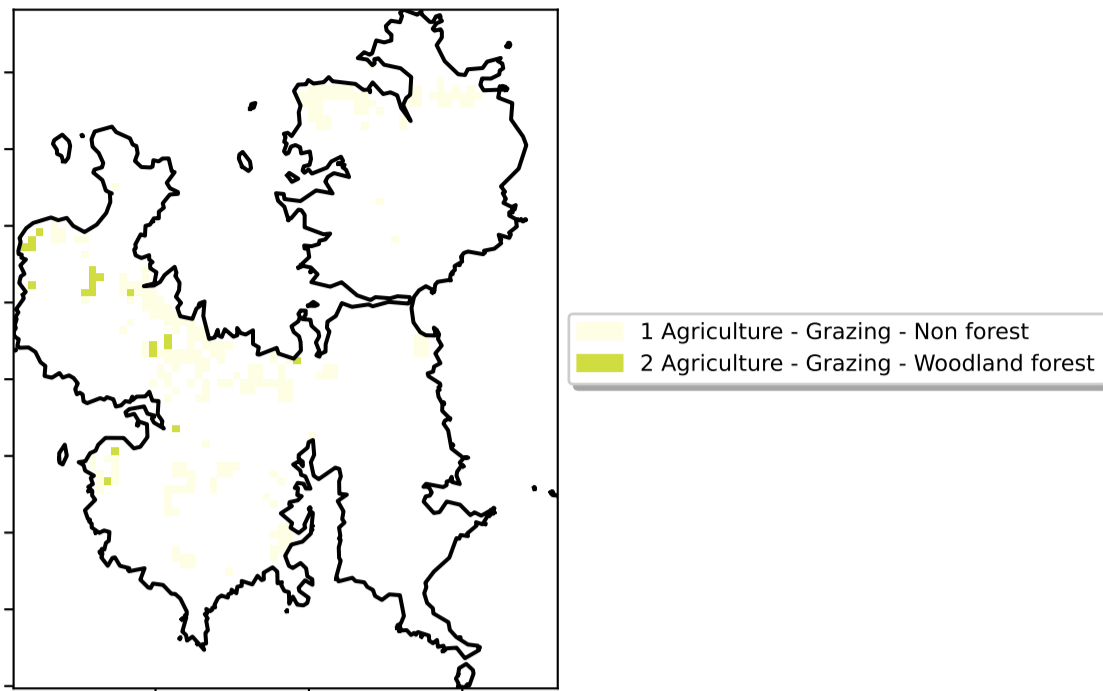 1 Agriculture - Grazing - Non forest
2 Agriculture - Grazing - Woodland forest